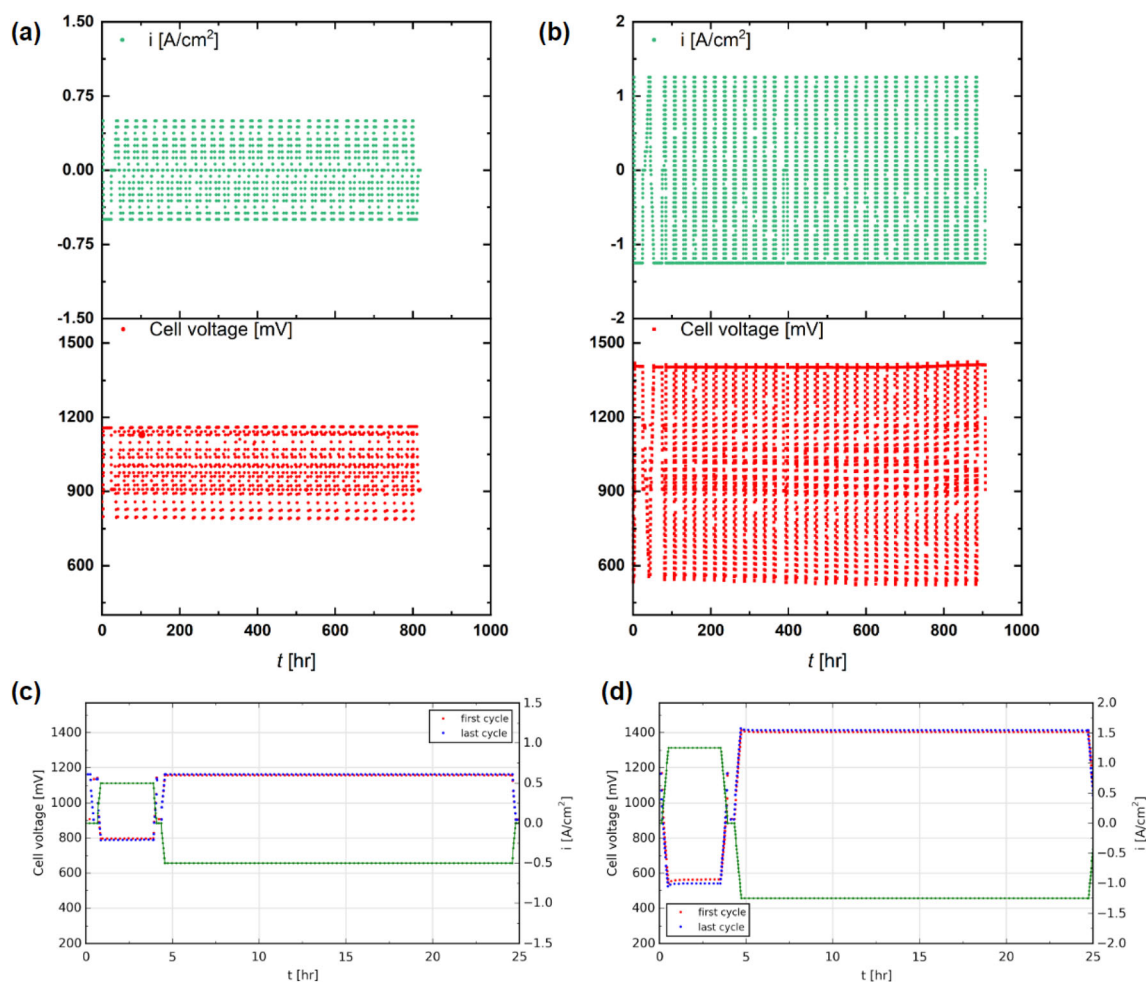 (a)
1.50
i [A/cm²]
0.75
0.00
-0.75
-1.50
Cell voltage [mV]
1500
1200
900
600
0 200 400 600 800 1000
t [hr]
(b)
2
i [A/cm²]
1
0
-1
-2
Cell voltage [mV]
1500
1200
900
600
0 200 400 600 800 1000
t [hr]
(c)
Cell voltage [mV]
1400
1200
1000
800
600
400
200
first cycle
last cycle
1.5
1.0
0.5
0.0
−0.5
−1.0
−1.5
i [A/cm²]
0 5 10 15 20 25
t [hr]
(d)
Cell voltage [mV]
1400
1200
1000
800
600
400
200
first cycle
last cycle
2.0
1.5
1.0
0.5
0.0
−0.5
−1.0
−1.5
−2.0
i [A/cm²]
0 5 10 15 20 25
t [hr]